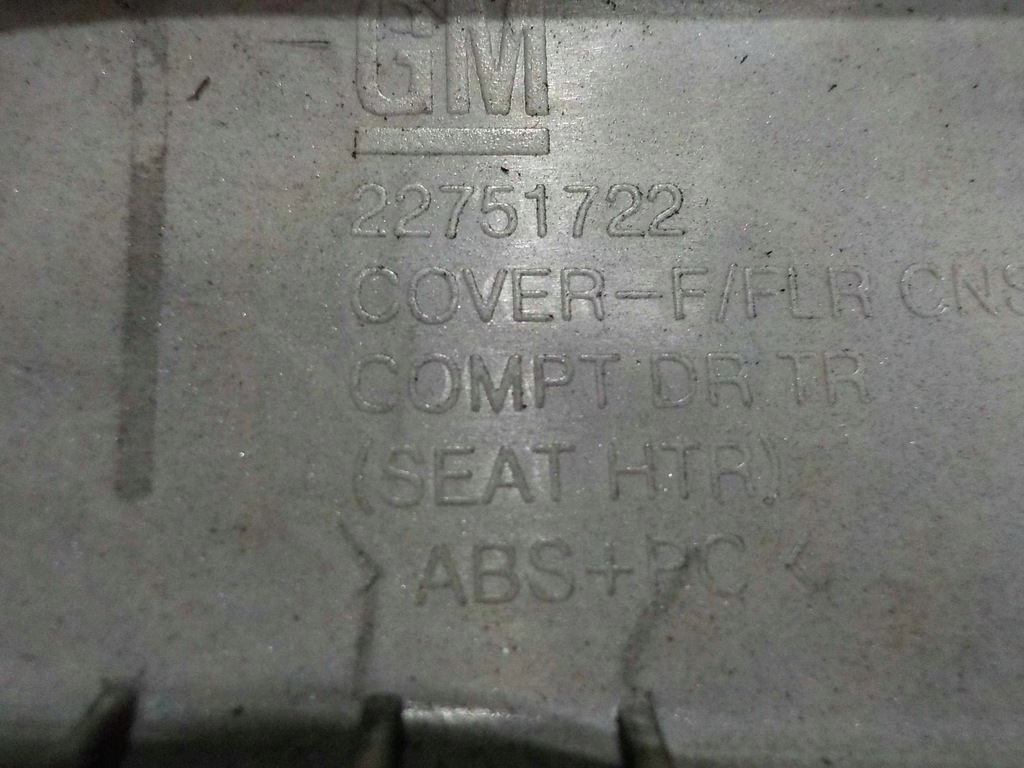 GM
22751722
COVER-F/FLR CNS
COMPT DR TR
(SEAT HTR)
> ABS+PC <